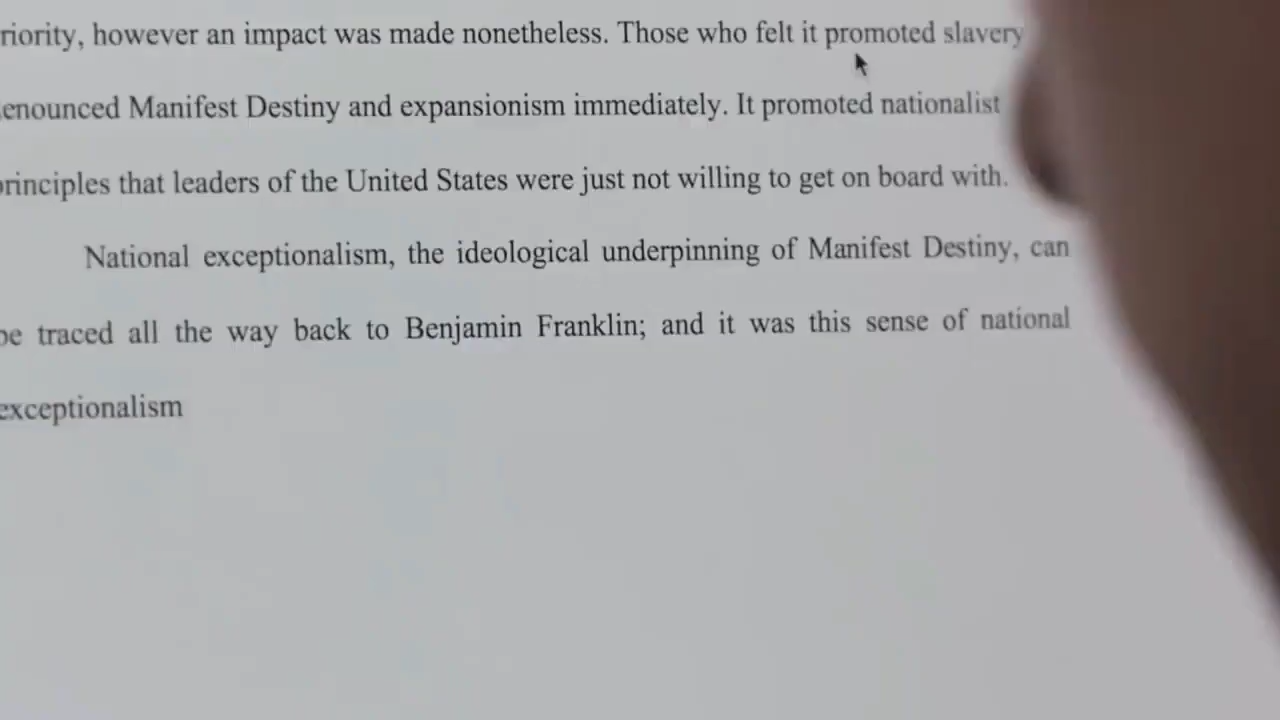 riority, however an impact was made nonetheless. Those who felt it promoted slavery
enounced Manifest Destiny and expansionism immediately. It promoted nationalist
principles that leaders of the United States were just not willing to get on board with.
National exceptionalism, the ideological underpinning of Manifest Destiny, can
be traced all the way back to Benjamin Franklin; and it was this sense of national
exceptionalism